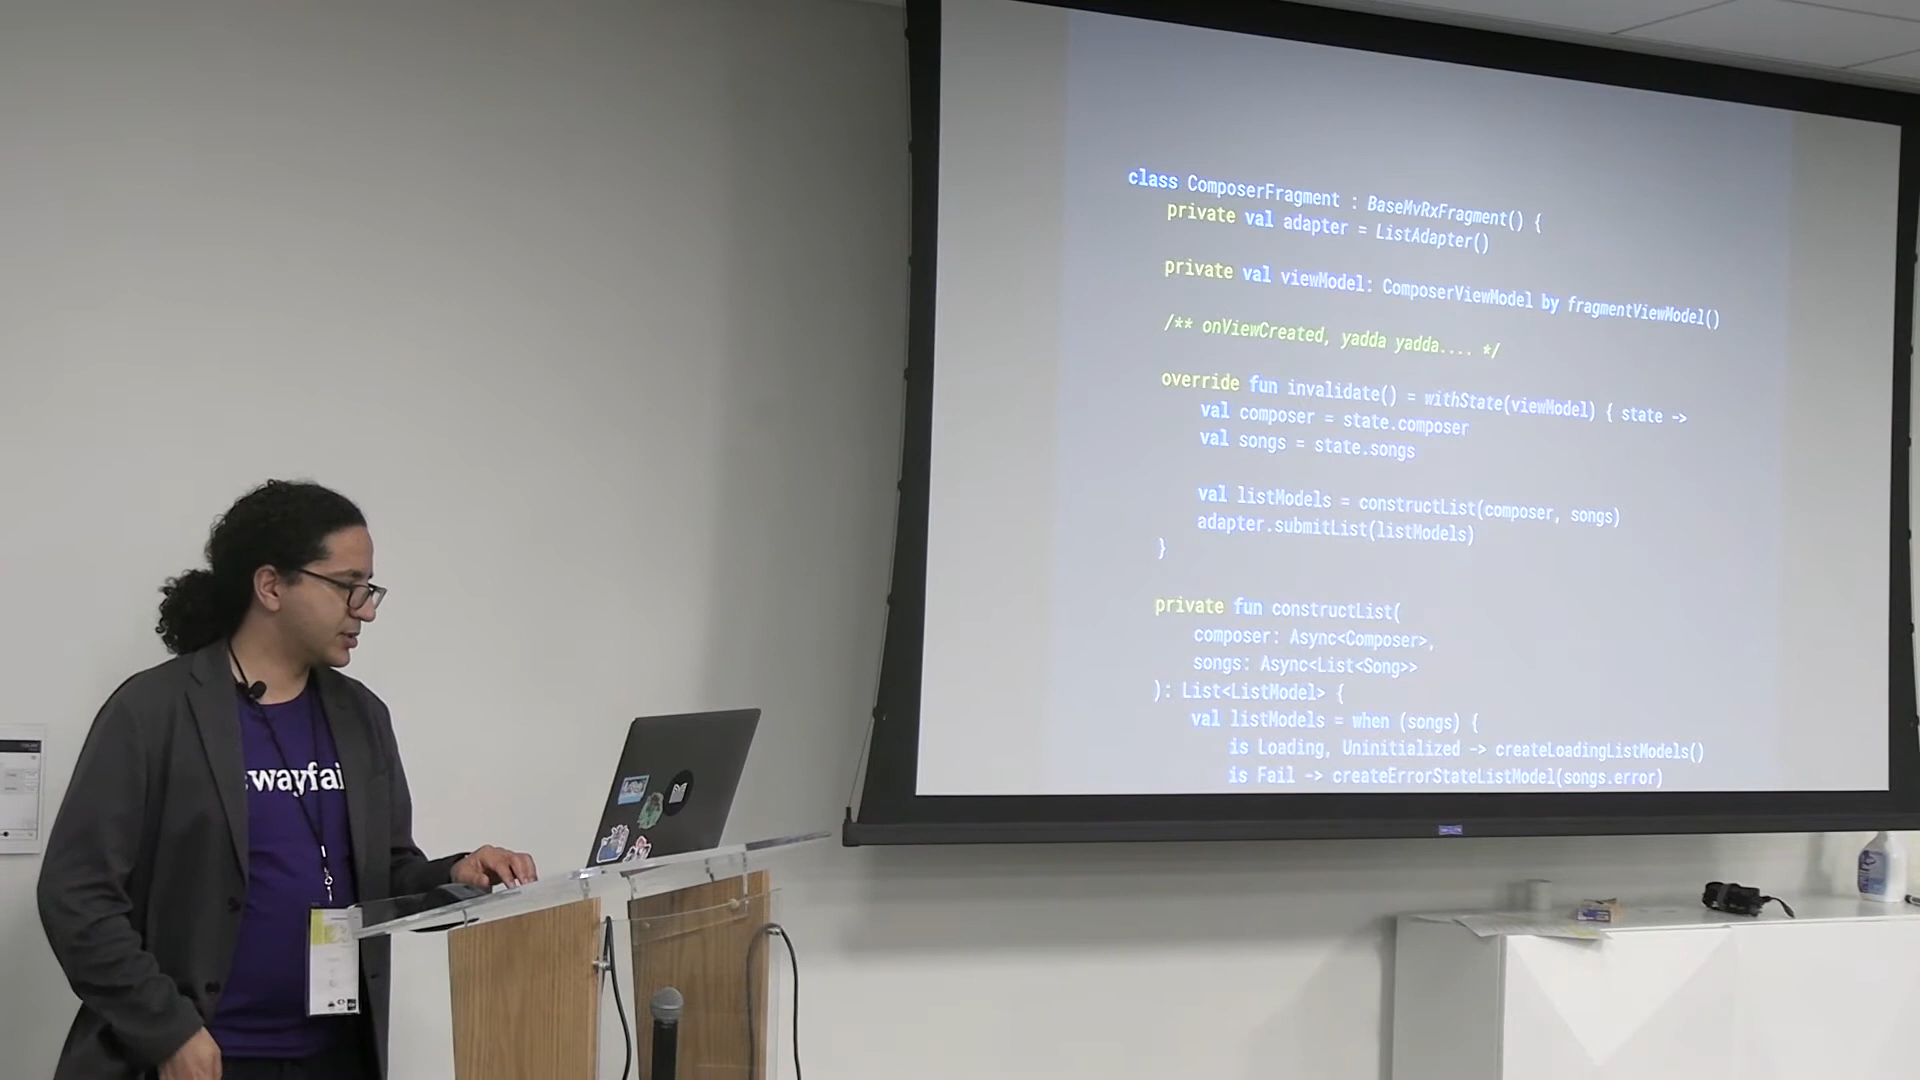 class ComposerFragment : BaseMvRxFragment() {
private val adapter = ListAdapter()
private val viewModel: ComposerViewModel by fragmentViewModel()
/** onViewCreated, yadda yadda.... */
override fun invalidate() = withState(viewModel) { state ->
val composer = state.composer
val songs = state.songs
val listModels = constructList(composer, songs)
adapter.submitList(listModels)
}
private fun constructList(
composer: Async<Composer>,
songs: Async<List<Song>>
): List<ListModel> {
val listModels = when (songs) {
is Loading, Uninitialized -> createLoadingListModels()
is Fail -> createErrorStateListModel(songs.error)
wayfai